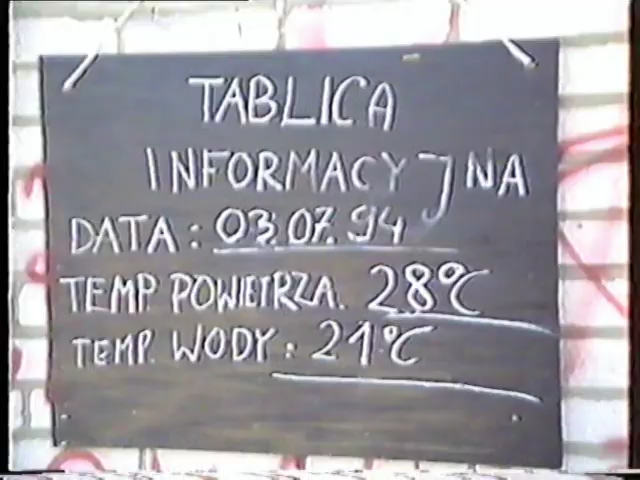 TABLICA
INFORMACYJNA
DATA: 03.07.94
TEMP POWIETRZA. 28°C
TEMP. WODY: 21°C